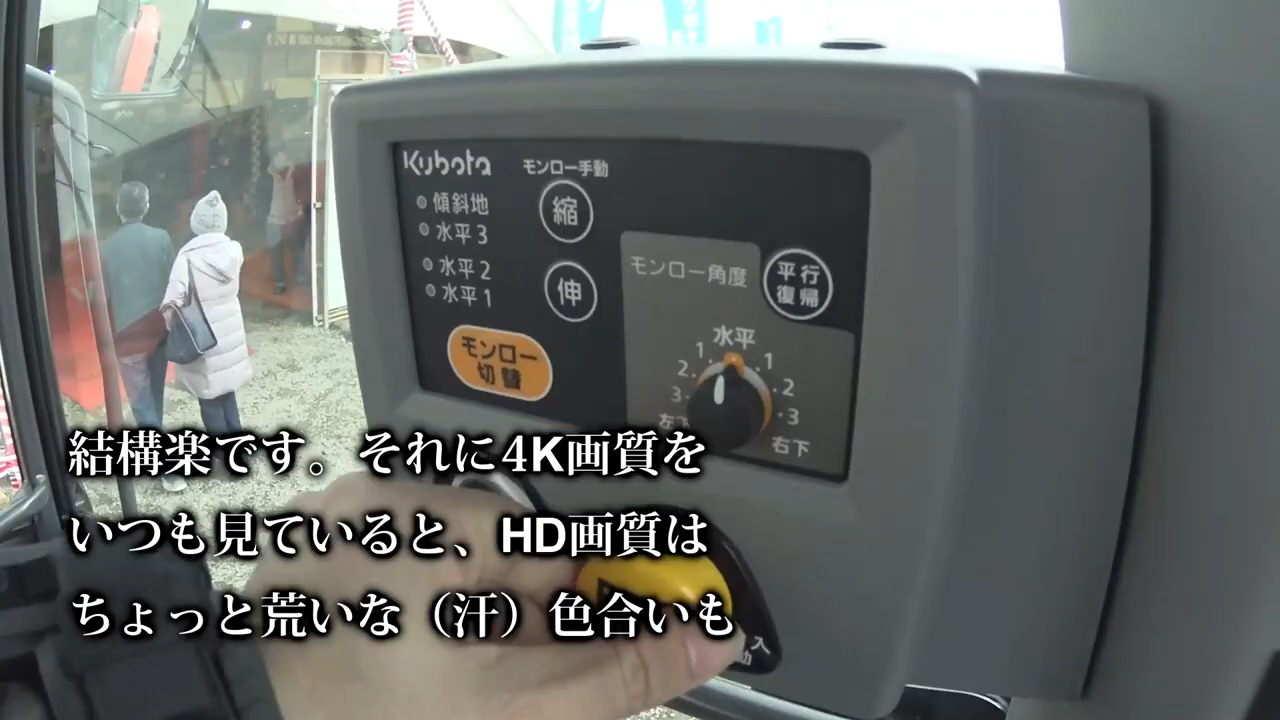 Kubota
モンロー手動
傾斜地
縮
水平3
水平2
伸
水平1
モンロー切替
モンロー角度
平行復帰
水平
1
1
2
2
3
3
右下
入
結構楽です。それに4K画質を
いつも見ていると、HD画質は
ちょっと荒いな（汗）色合いも